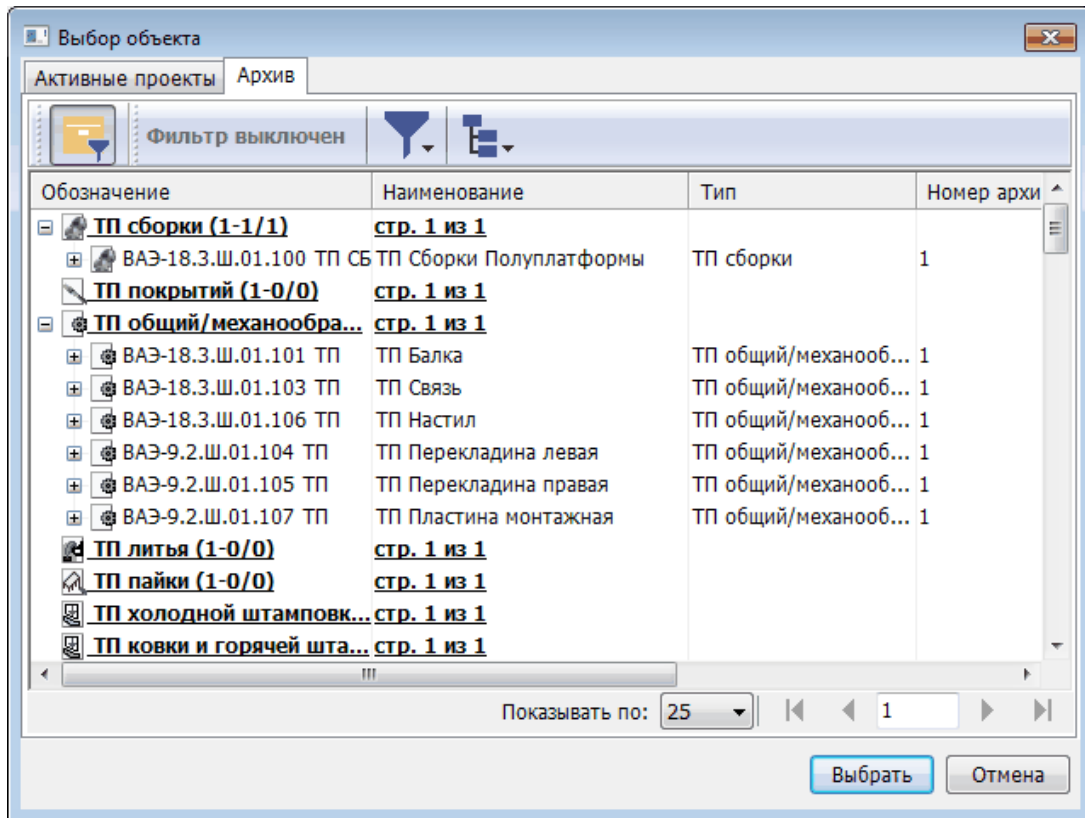 Выбор объекта
Активные проекты Архив
Фильтр выключен
Обозначение Наименование Тип Номер архи
ТП сборки (1-1/1) стр. 1 из 1
ВАЭ-18.3.Ш.01.100 ТП СБ ТП Сборки Полуплатформы ТП сборки 1
ТП покрытий (1-0/0) стр. 1 из 1
ТП общий/механообра... стр. 1 из 1
ВАЭ-18.3.Ш.01.101 ТП ТП Балка ТП общий/механооб... 1
ВАЭ-18.3.Ш.01.103 ТП ТП Связь ТП общий/механооб... 1
ВАЭ-18.3.Ш.01.106 ТП ТП Настил ТП общий/механооб... 1
ВАЭ-9.2.Ш.01.104 ТП ТП Перекладина левая ТП общий/механооб... 1
ВАЭ-9.2.Ш.01.105 ТП ТП Перекладина правая ТП общий/механооб... 1
ВАЭ-9.2.Ш.01.107 ТП ТП Пластина монтажная ТП общий/механооб... 1
ТП литья (1-0/0) стр. 1 из 1
ТП пайки (1-0/0) стр. 1 из 1
ТП холодной штамповк... стр. 1 из 1
ТП ковки и горячей шта... стр. 1 из 1
Показывать по: 25 1
Выбрать Отмена